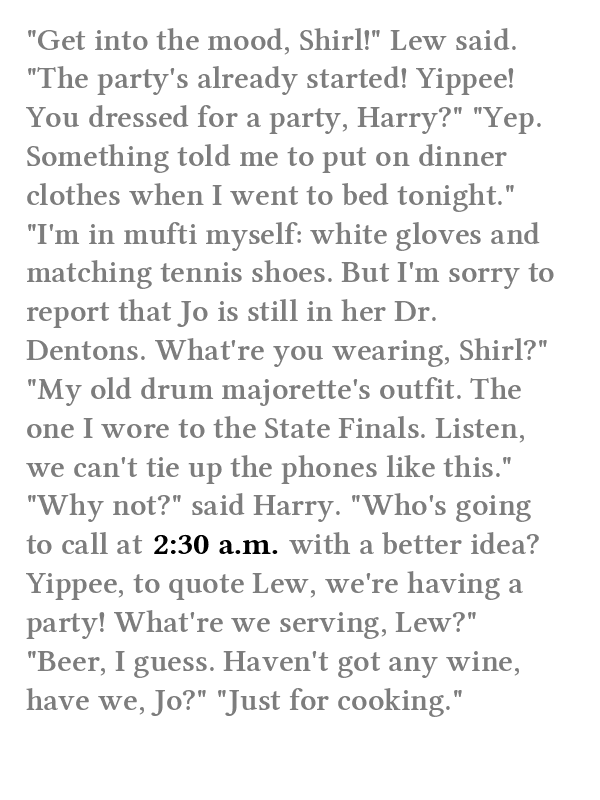 "Get into the mood, Shirl!" Lew said.
"The party's already started! Yippee!
You dressed for a party, Harry?" "Yep.
Something told me to put on dinner
clothes when I went to bed tonight."
"I'm in mufti myself: white gloves and
matching tennis shoes. But I'm sorry to
report that Jo is still in her Dr.
Dentons. What're you wearing, Shirl?"
"My old drum majorette's outfit. The
one I wore to the State Finals. Listen,
we can't tie up the phones like this."
"Why not?" said Harry. "Who's going
to call at 2:30 a.m. with a better idea?
Yippee, to quote Lew, we're having a
party! What're we serving, Lew?"
"Beer, I guess. Haven't got any wine,
have we, Jo?" "Just for cooking."